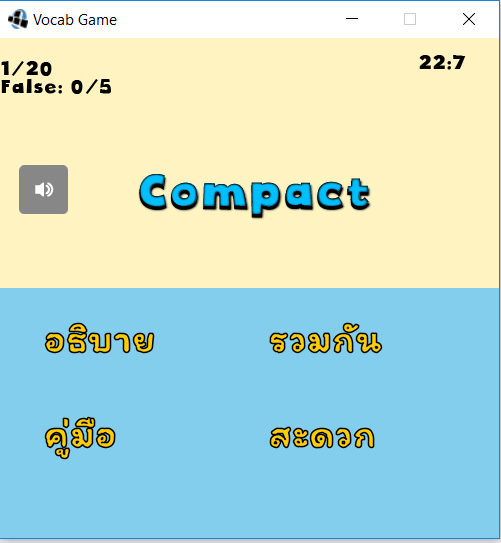 Vocab Game
1/20
22:7
False: 0/5
Compact
อธิบาย รวมกัน
คู่มือ สะดวก